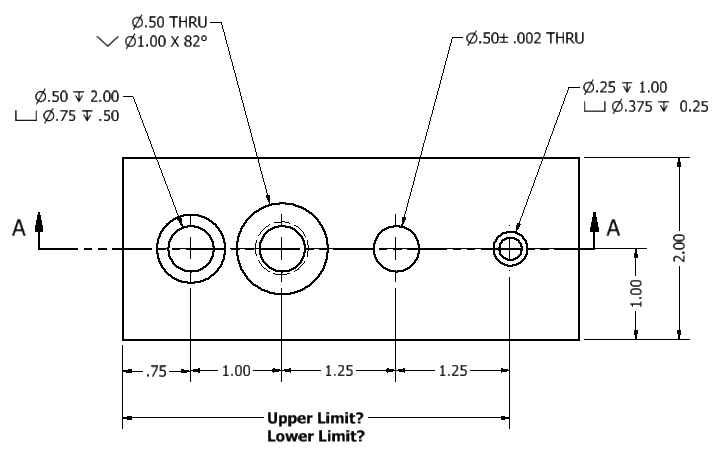 Ø.50 THRU
⌵ Ø1.00 X 82°
Ø.50± .002 THRU
Ø.50 ↧ 2.00
⌴ Ø.75 ↧ .50
Ø.25 ↧ 1.00
⌴ Ø.375 ↧ 0.25
A
A
2.00
1.00
.75
1.00
1.25
1.25
Upper Limit?
Lower Limit?